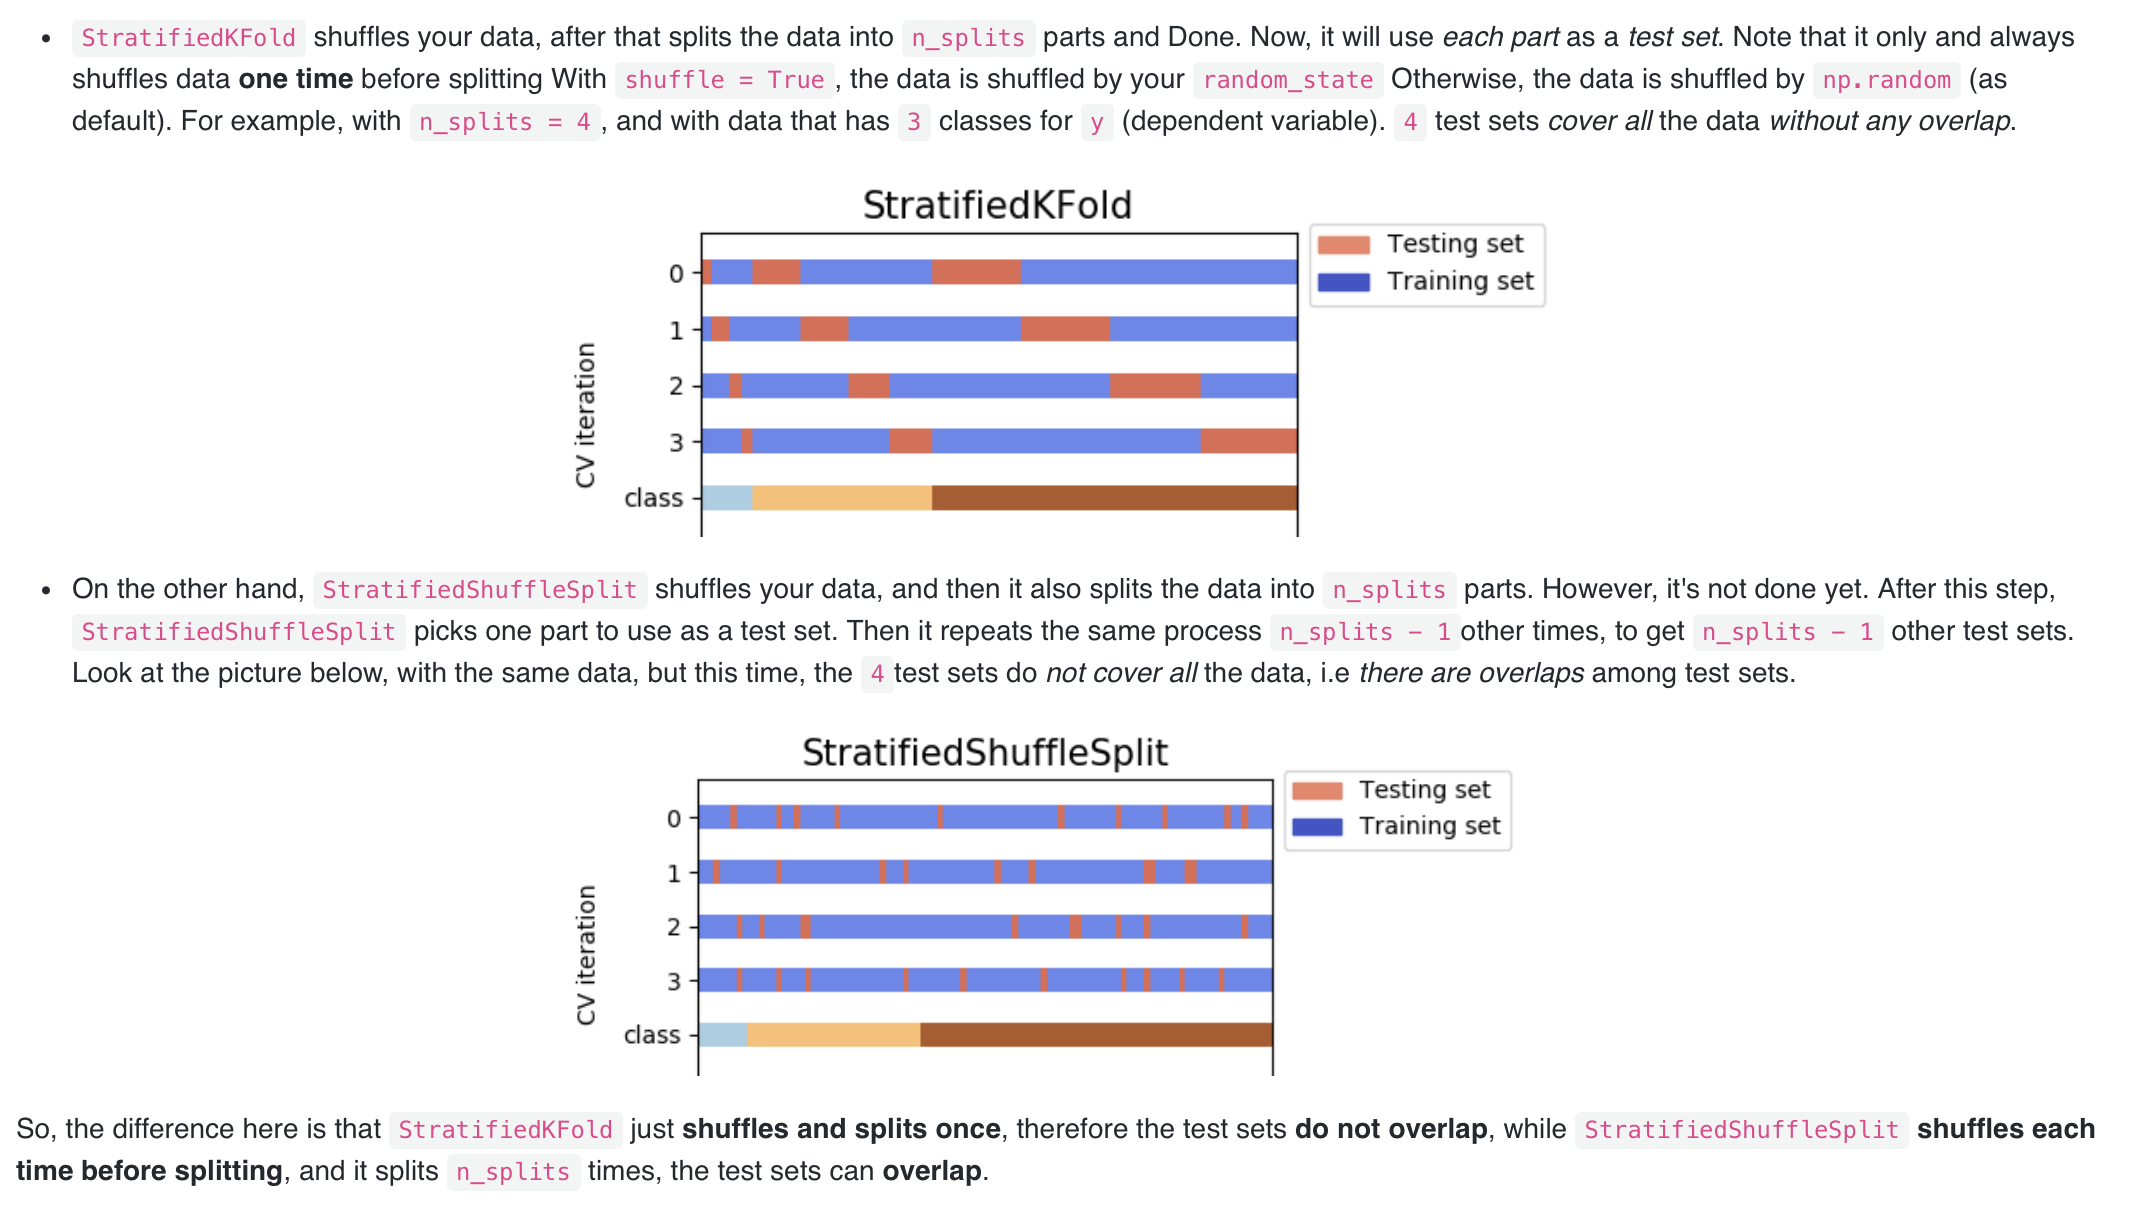 • StratifiedKFold shuffles your data, after that splits the data into n_splits parts and Done. Now, it will use each part as a test set. Note that it only and always
shuffles data one time before splitting With shuffle = True , the data is shuffled by your random_state Otherwise, the data is shuffled by np.random (as
default). For example, with n_splits = 4 , and with data that has 3 classes for y (dependent variable). 4 test sets cover all the data without any overlap.
StratifiedKFold
Testing set
Training set
0
1
2
3
class
CV iteration
• On the other hand, StratifiedShuffleSplit shuffles your data, and then it also splits the data into n_splits parts. However, it's not done yet. After this step,
StratifiedShuffleSplit picks one part to use as a test set. Then it repeats the same process n_splits − 1 other times, to get n_splits − 1 other test sets.
Look at the picture below, with the same data, but this time, the 4 test sets do not cover all the data, i.e there are overlaps among test sets.
StratifiedShuffleSplit
Testing set
Training set
0
1
2
3
class
CV iteration
So, the difference here is that StratifiedKFold just shuffles and splits once, therefore the test sets do not overlap, while StratifiedShuffleSplit shuffles each
time before splitting, and it splits n_splits times, the test sets can overlap.